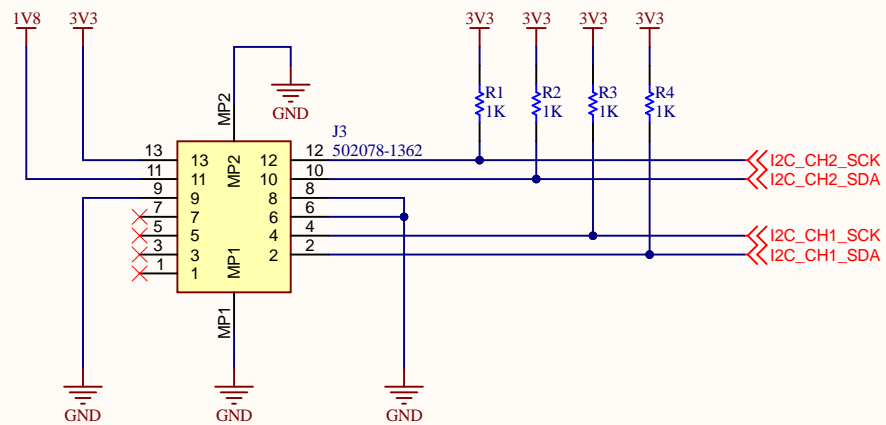 1V8 3V3 3V3 3V3 3V3 3V3
MP2 GND R1 R2 R3 R4
1K 1K 1K 1K
J3
502078-1362
13 13 MP2 12 12 I2C_CH2_SCK
11 11 10 10 I2C_CH2_SDA
9 9 8 8
7 7 6 6
5 5 MP1 4 4 I2C_CH1_SCK
3 3 2 2 I2C_CH1_SDA
1 1
MP1
GND GND GND